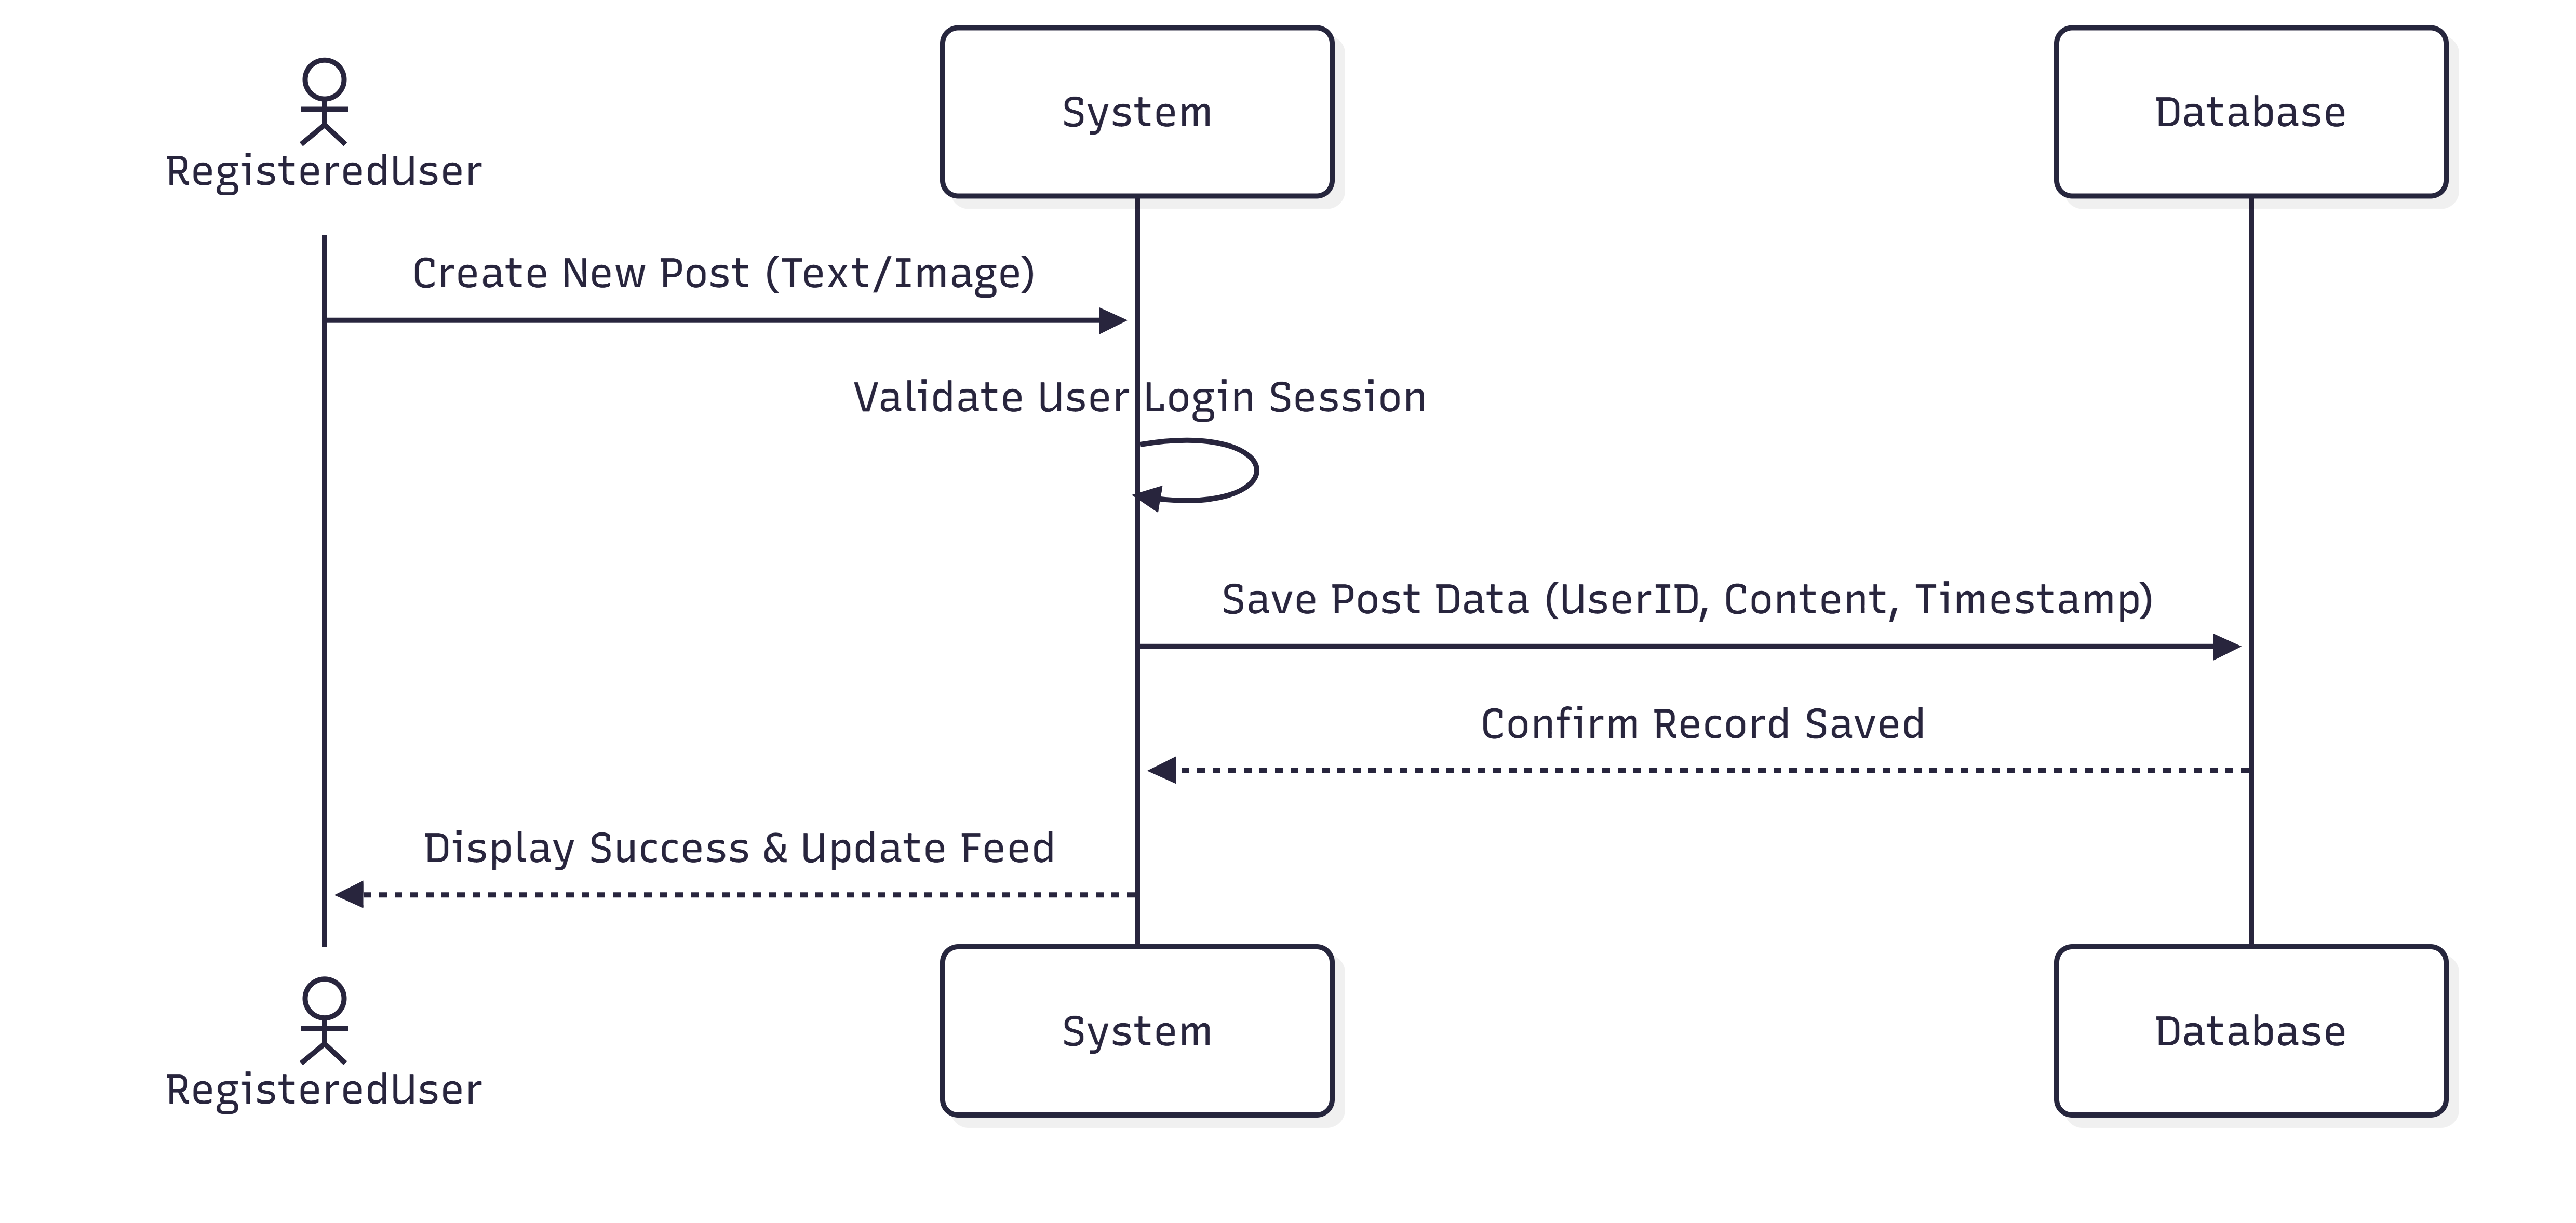 RegisteredUser
System
Database
Create New Post (Text/Image)
Validate User Login Session
Save Post Data (UserID, Content, Timestamp)
Confirm Record Saved
Display Success & Update Feed
RegisteredUser
System
Database